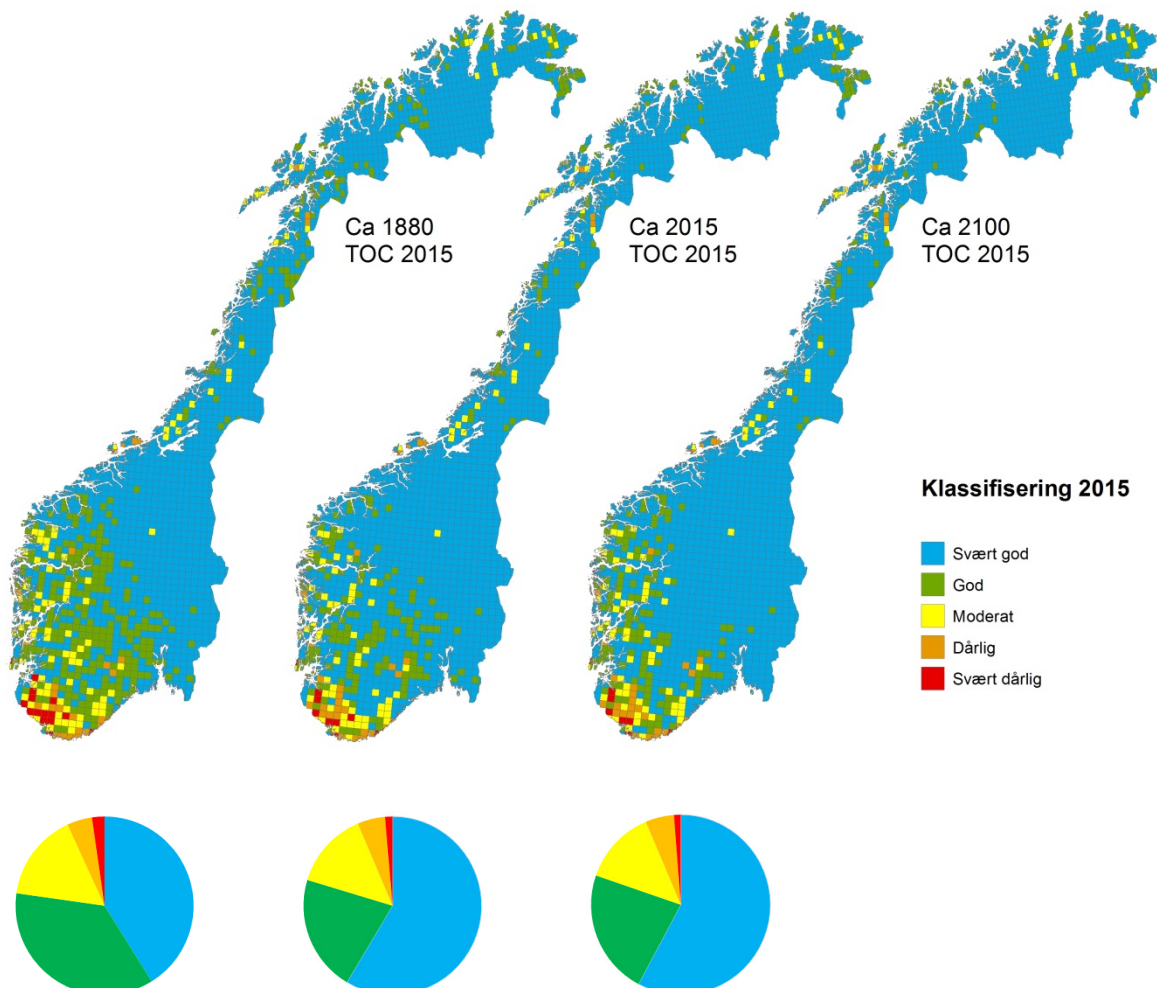 Ca 1880
TOC 2015
Ca 2015
TOC 2015
Ca 2100
TOC 2015
Klassifisering 2015
Svært god
God
Moderat
Dårlig
Svært dårlig